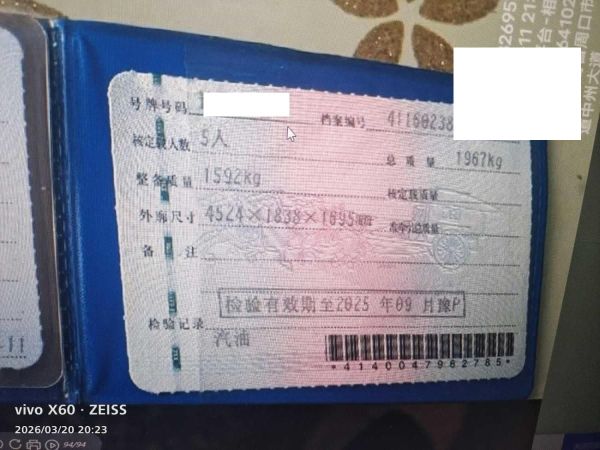 号牌号码
档案编号 41160238
核定载人数 5人
总质量 1967kg
整备质量 1592kg
核定载质量
外廓尺寸 4524×1838×1695mm
准牵引总质量
备注
检验有效期至2025年09月豫P
检验记录
汽油
*4140047962785*
vivo X60 · ZEISS
2026/03/20 20:23
94/94